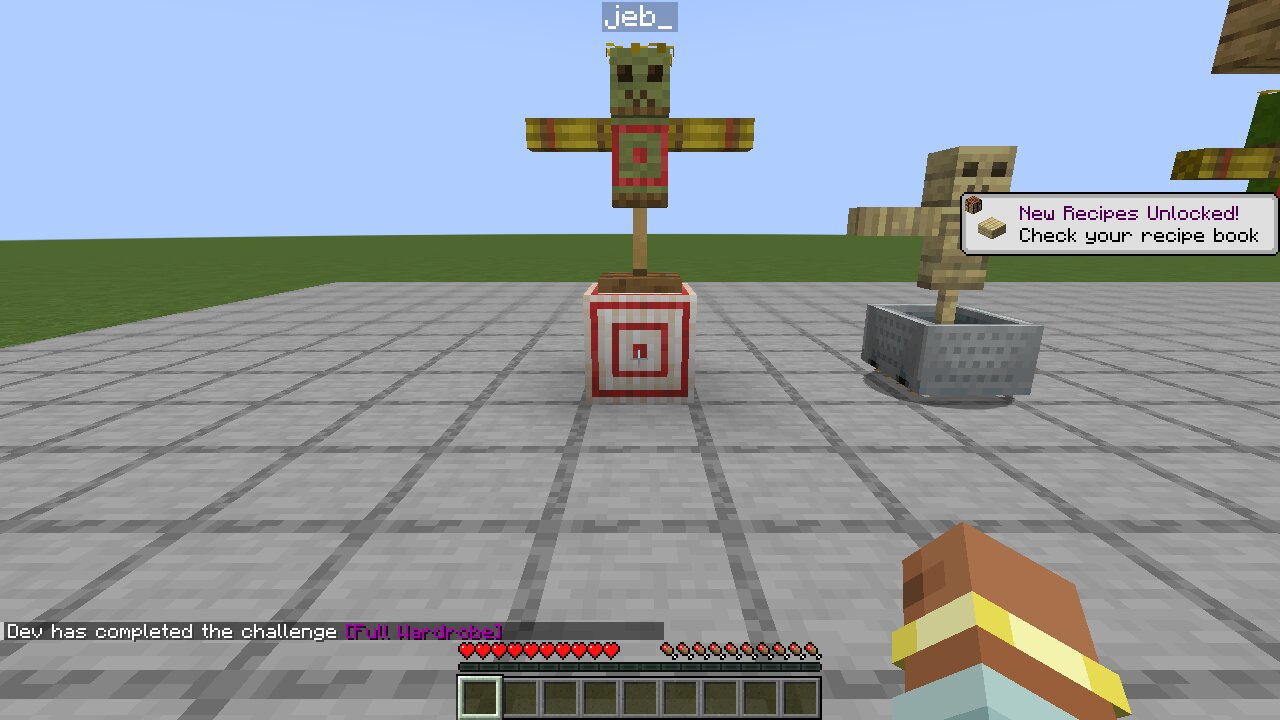 jeb_
New Recipes Unlocked!
Check your recipe book
Dev has completed the challenge [Full Wardrobe]